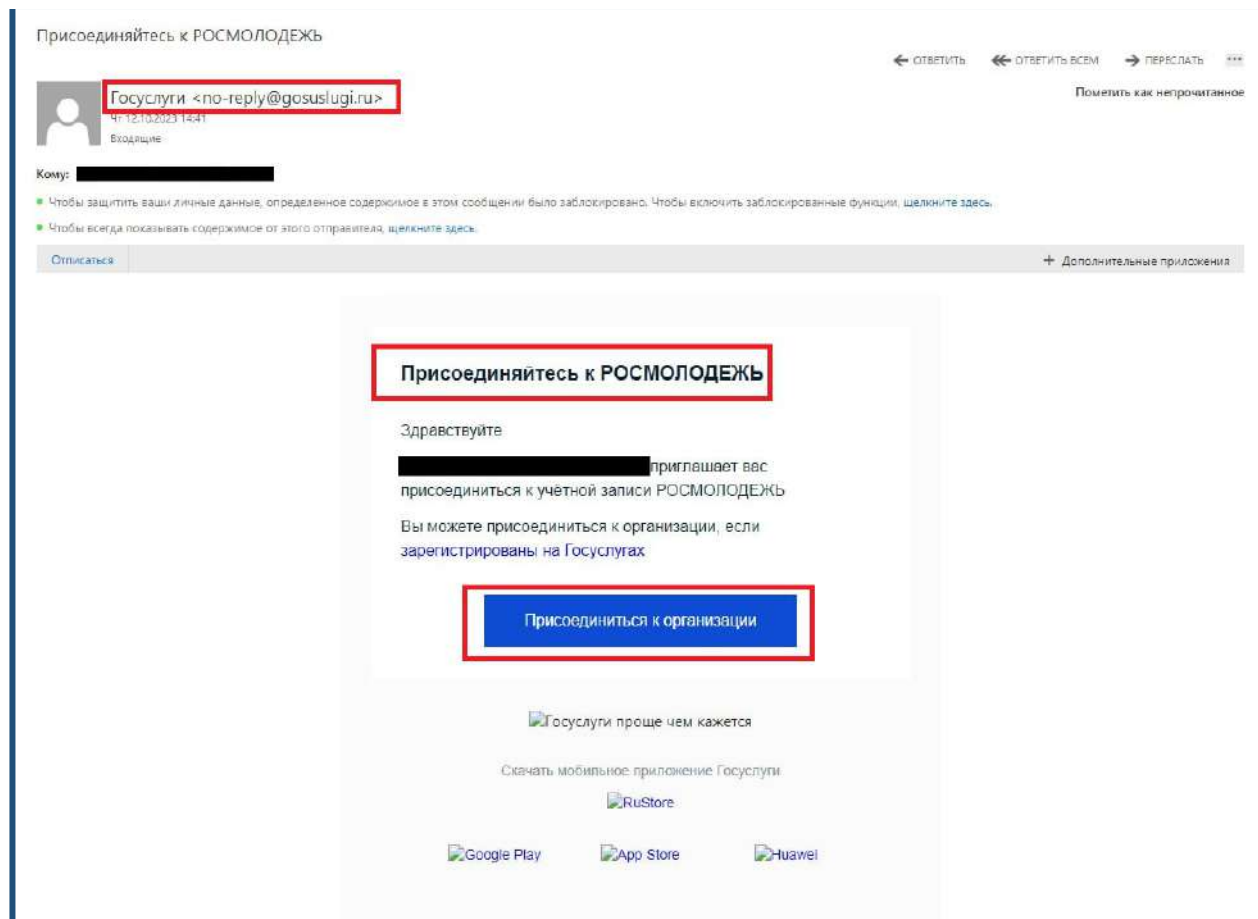 Присоединяйтесь к РОСМОЛОДЕЖЬ
ОТВЕТИТЬ ОТВЕТИТЬ ВСЕМ ПЕРЕСЛАТЬ ...
Госуслуги <no-reply@gosuslugi.ru>
Пометить как непрочитанное
Чт 12.10.2023 14:41
Входящие
Кому:
Чтобы защитить ваши личные данные, определенное содержимое в этом сообщении было заблокировано. Чтобы включить заблокированные функции, щелкните здесь.
Чтобы всегда показывать содержимое от этого отправителя, щелкните здесь.
Отписаться + Дополнительные приложения
Присоединяйтесь к РОСМОЛОДЕЖЬ
Здравствуйте
приглашает вас
присоединиться к учётной записи РОСМОЛОДЕЖЬ
Вы можете присоединиться к организации, если
зарегистрированы на Госуслугах
Присоединиться к организации
Госуслуги проще чем кажется
Скачать мобильное приложение Госуслуги
RuStore
Google Play App Store Huawei